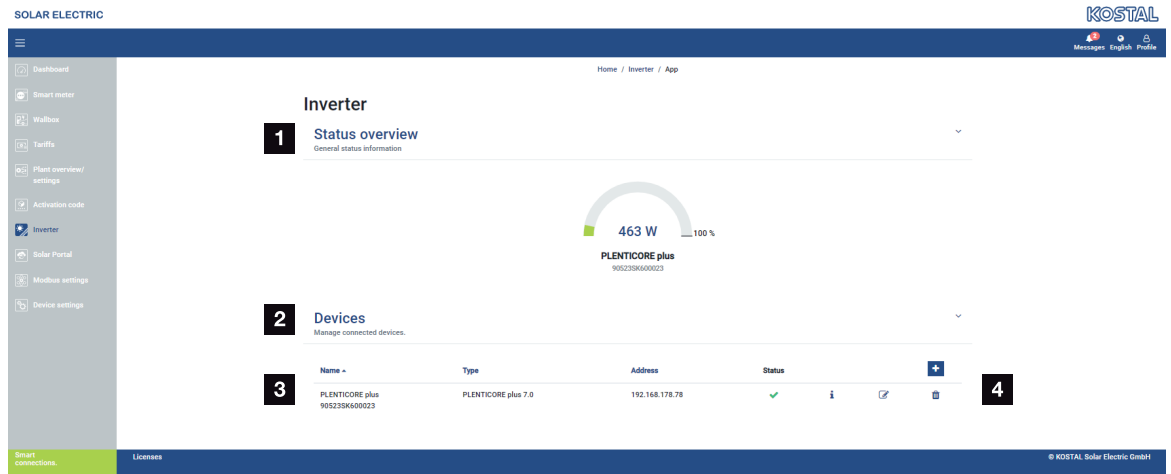 SOLAR ELECTRIC
KOSTAL
2
Messages English Profile
Dashboard
Home / Inverter / App
Smart meter
Wallbox
Tariffs
Plant overview/
settings
Activation code
Inverter
Solar Portal
Modbus settings
Device settings
Inverter
1
Status overview
General status information
463 W
100 %
PLENTICORE plus
90523SK600023
2
Devices
Manage connected devices.
Name Type Address Status
+
3
PLENTICORE plus PLENTICORE plus 7.0 192.168.178.78
90523SK600023
4
Smart
connections.
Licenses
© KOSTAL Solar Electric GmbH